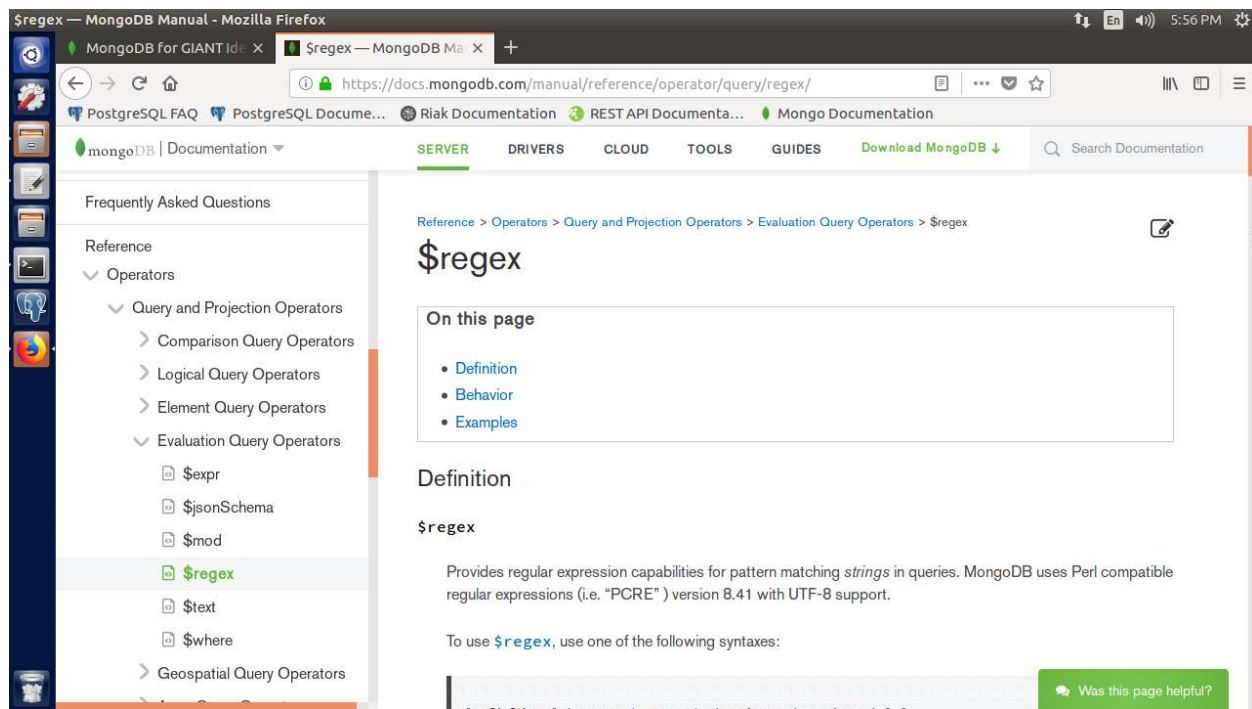 $regex — MongoDB Manual - Mozilla Firefox
En
5:56 PM
MongoDB for GIANT Ide
$regex — MongoDB Ma
https://docs.mongodb.com/manual/reference/operator/query/regex/
PostgreSQL FAQ
PostgreSQL Docume...
Riak Documentation
REST API Documenta...
Mongo Documentation
mongoDB | Documentation
SERVER
DRIVERS
CLOUD
TOOLS
GUIDES
Download MongoDB ↓
Search Documentation
Frequently Asked Questions
Reference
Operators
Query and Projection Operators
Comparison Query Operators
Logical Query Operators
Element Query Operators
Evaluation Query Operators
$expr
$jsonSchema
$mod
$regex
$text
$where
Geospatial Query Operators
Reference > Operators > Query and Projection Operators > Evaluation Query Operators > $regex
$regex
On this page
• Definition
• Behavior
• Examples
Definition
$regex
Provides regular expression capabilities for pattern matching strings in queries. MongoDB uses Perl compatible
regular expressions (i.e. “PCRE” ) version 8.41 with UTF-8 support.
To use $regex, use one of the following syntaxes:
Was this page helpful?